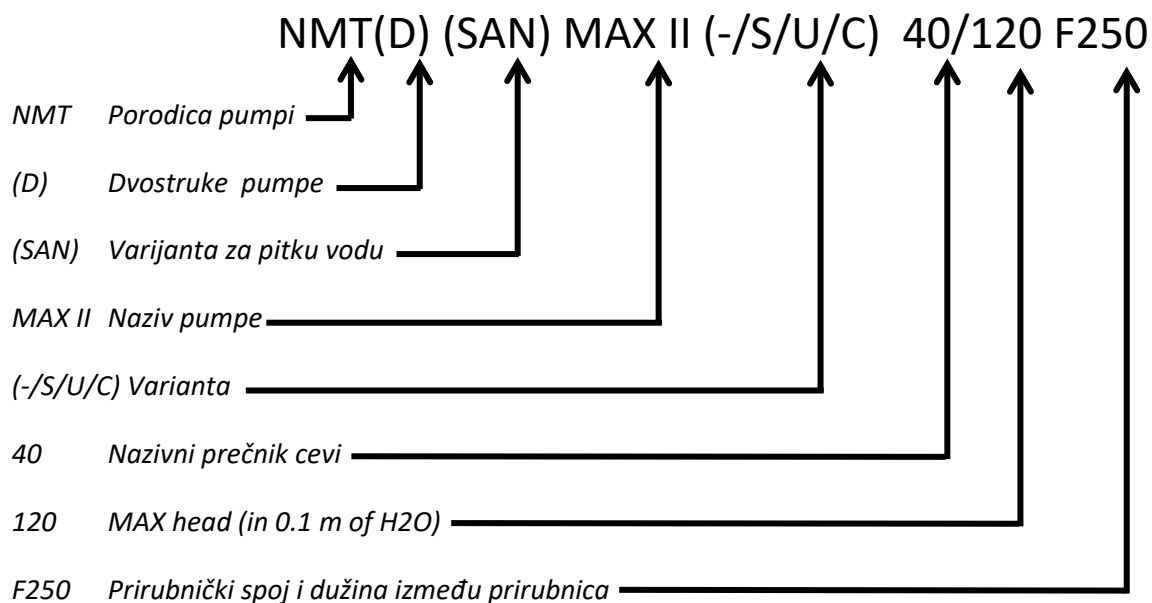 NMT(D) (SAN) MAX II (-/S/U/C) 40/120 F250
NMT Porodica pumpi
(D) Dvostruke pumpe
(SAN) Varijanta za pitku vodu
MAX II Naziv pumpe
(-/S/U/C) Varianta
40 Nazivni prečnik cevi
120 MAX head (in 0.1 m of H2O)
F250 Prirubnički spoj i dužina između prirubnica